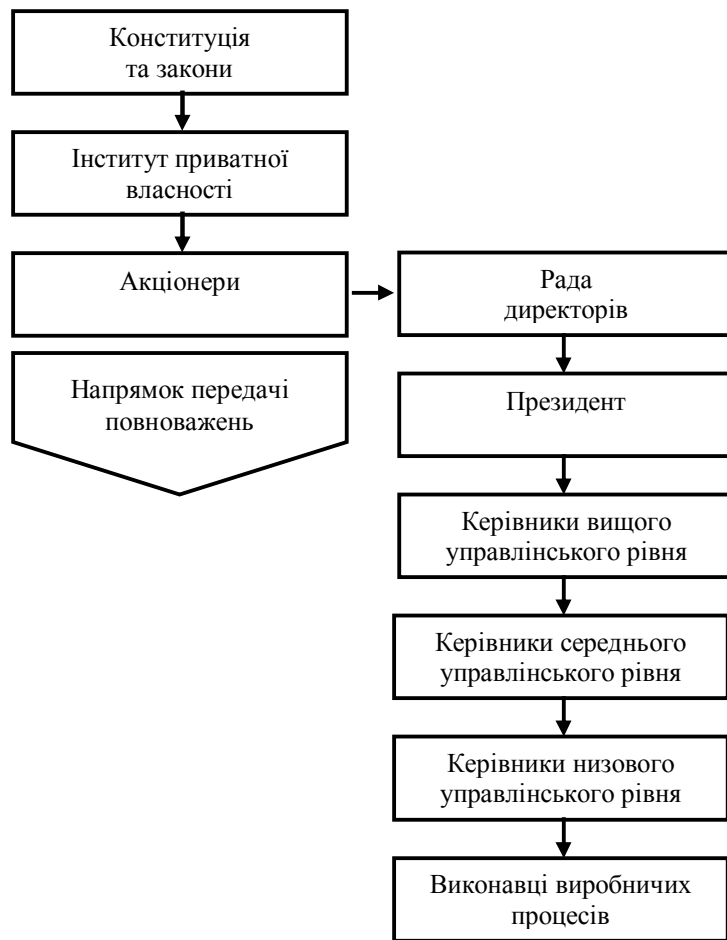 Конституція
та закони
Інститут приватної
власності
Акціонери
Напрямок передачі
повноважень
Рада
директорів
Президент
Керівники вищого
управлінського рівня
Керівники середнього
управлінського рівня
Керівники низового
управлінського рівня
Виконавці виробничих
процесів